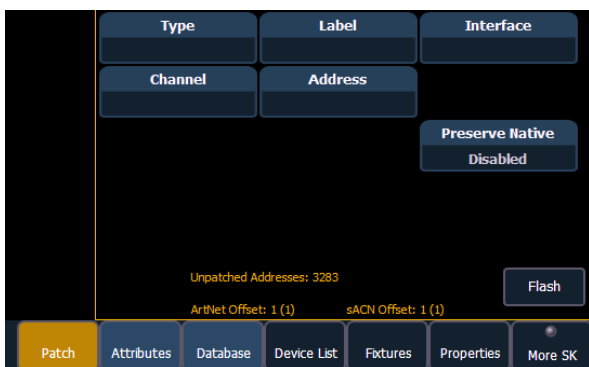 Type Label Interface
Channel Address
Preserve Native
Disabled
Unpatched Addresses: 3283
Flash
ArtNet Offset: 1 (1) sACN Offset: 1 (1)
Patch Attributes Database Device List Fixtures Properties More SK